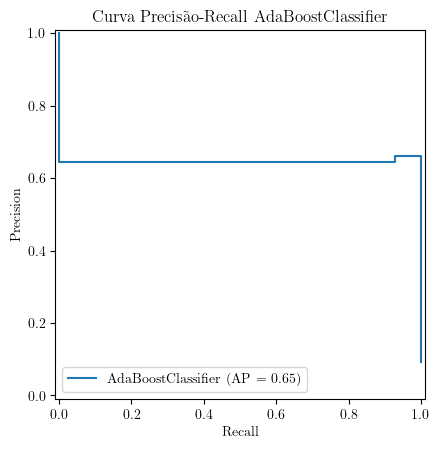 Curva Precisão-Recall AdaBoostClassifier
1.0
0.8
0.6
0.4
0.2
0.0
Precision
AdaBoostClassifier (AP = 0.65)
0.0 0.2 0.4 0.6 0.8 1.0
Recall